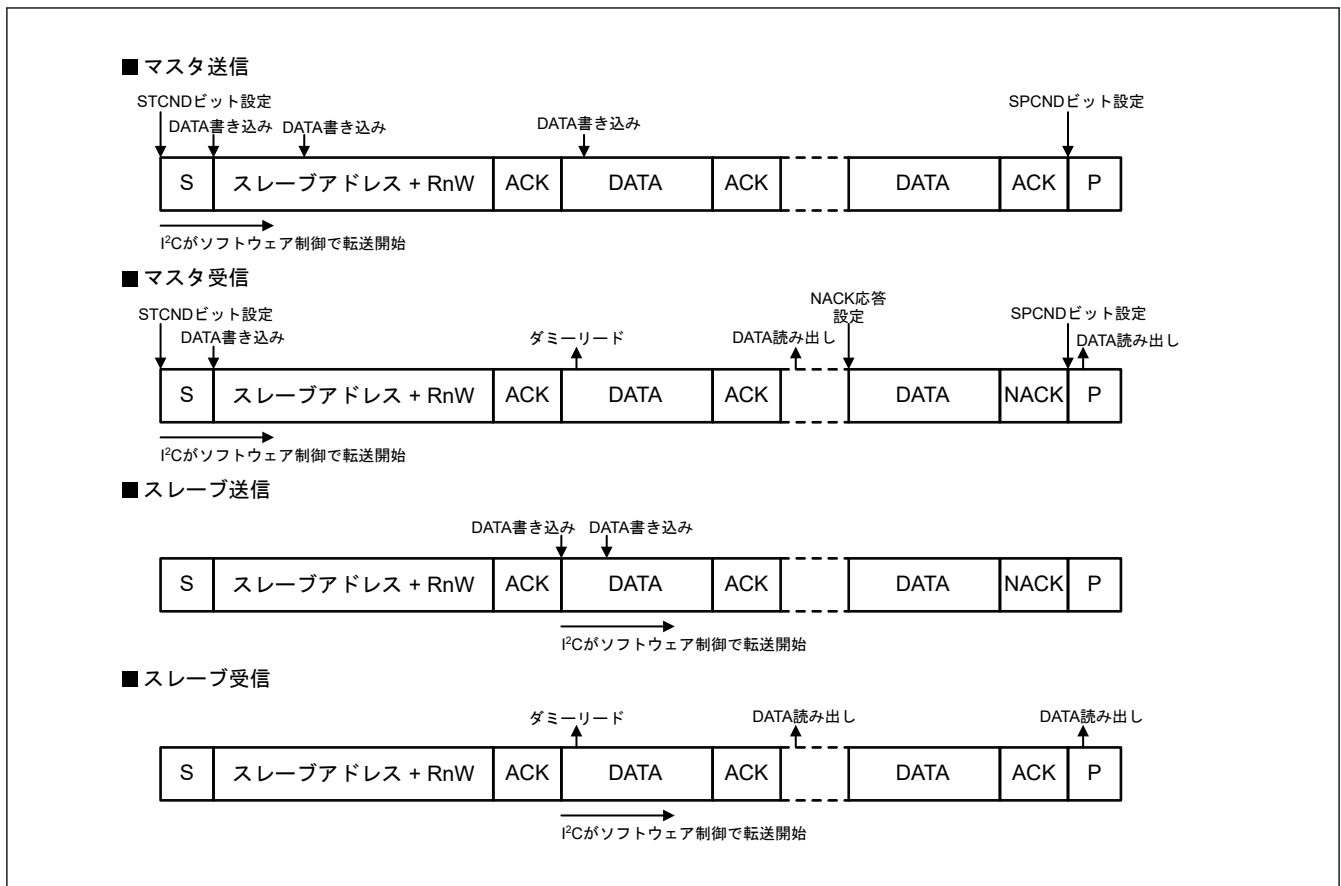 ■ マスタ送信
STCNDビット設定
SPCNDビット設定
DATA書き込み DATA書き込み DATA書き込み
S スレーブアドレス + RnW ACK DATA ACK DATA ACK P
I²Cがソフトウェア制御で転送開始
■ マスタ受信
NACK応答
設定
STCNDビット設定
SPCNDビット設定
DATA書き込み ダミーリード DATA読み出し DATA読み出し
S スレーブアドレス + RnW ACK DATA ACK DATA NACK P
I²Cがソフトウェア制御で転送開始
■ スレーブ送信
DATA書き込み DATA書き込み
S スレーブアドレス + RnW ACK DATA ACK DATA NACK P
I²Cがソフトウェア制御で転送開始
■ スレーブ受信
ダミーリード DATA読み出し DATA読み出し
S スレーブアドレス + RnW ACK DATA ACK DATA ACK P
I²Cがソフトウェア制御で転送開始